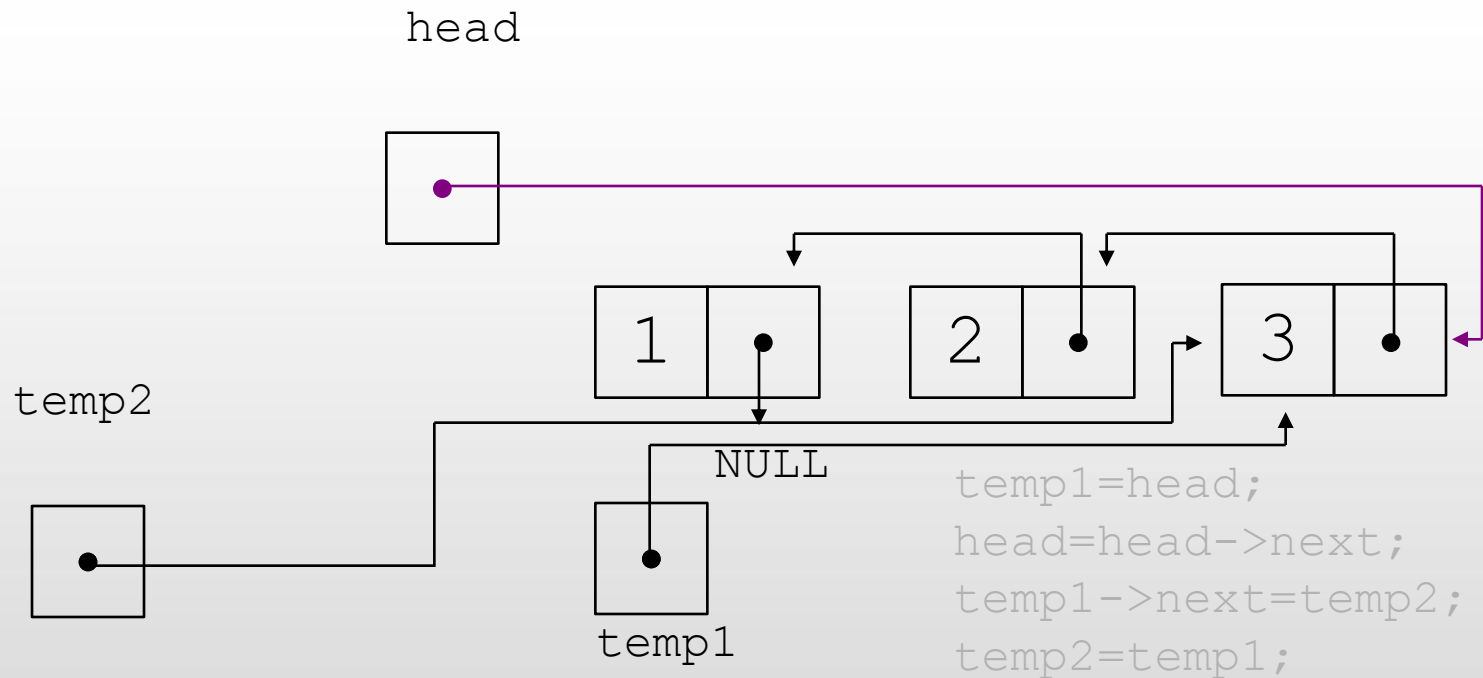 head
1 2 3
temp2
NULL
temp1=head;
head=head->next;
temp1->next=temp2;
temp1
temp2=temp1;